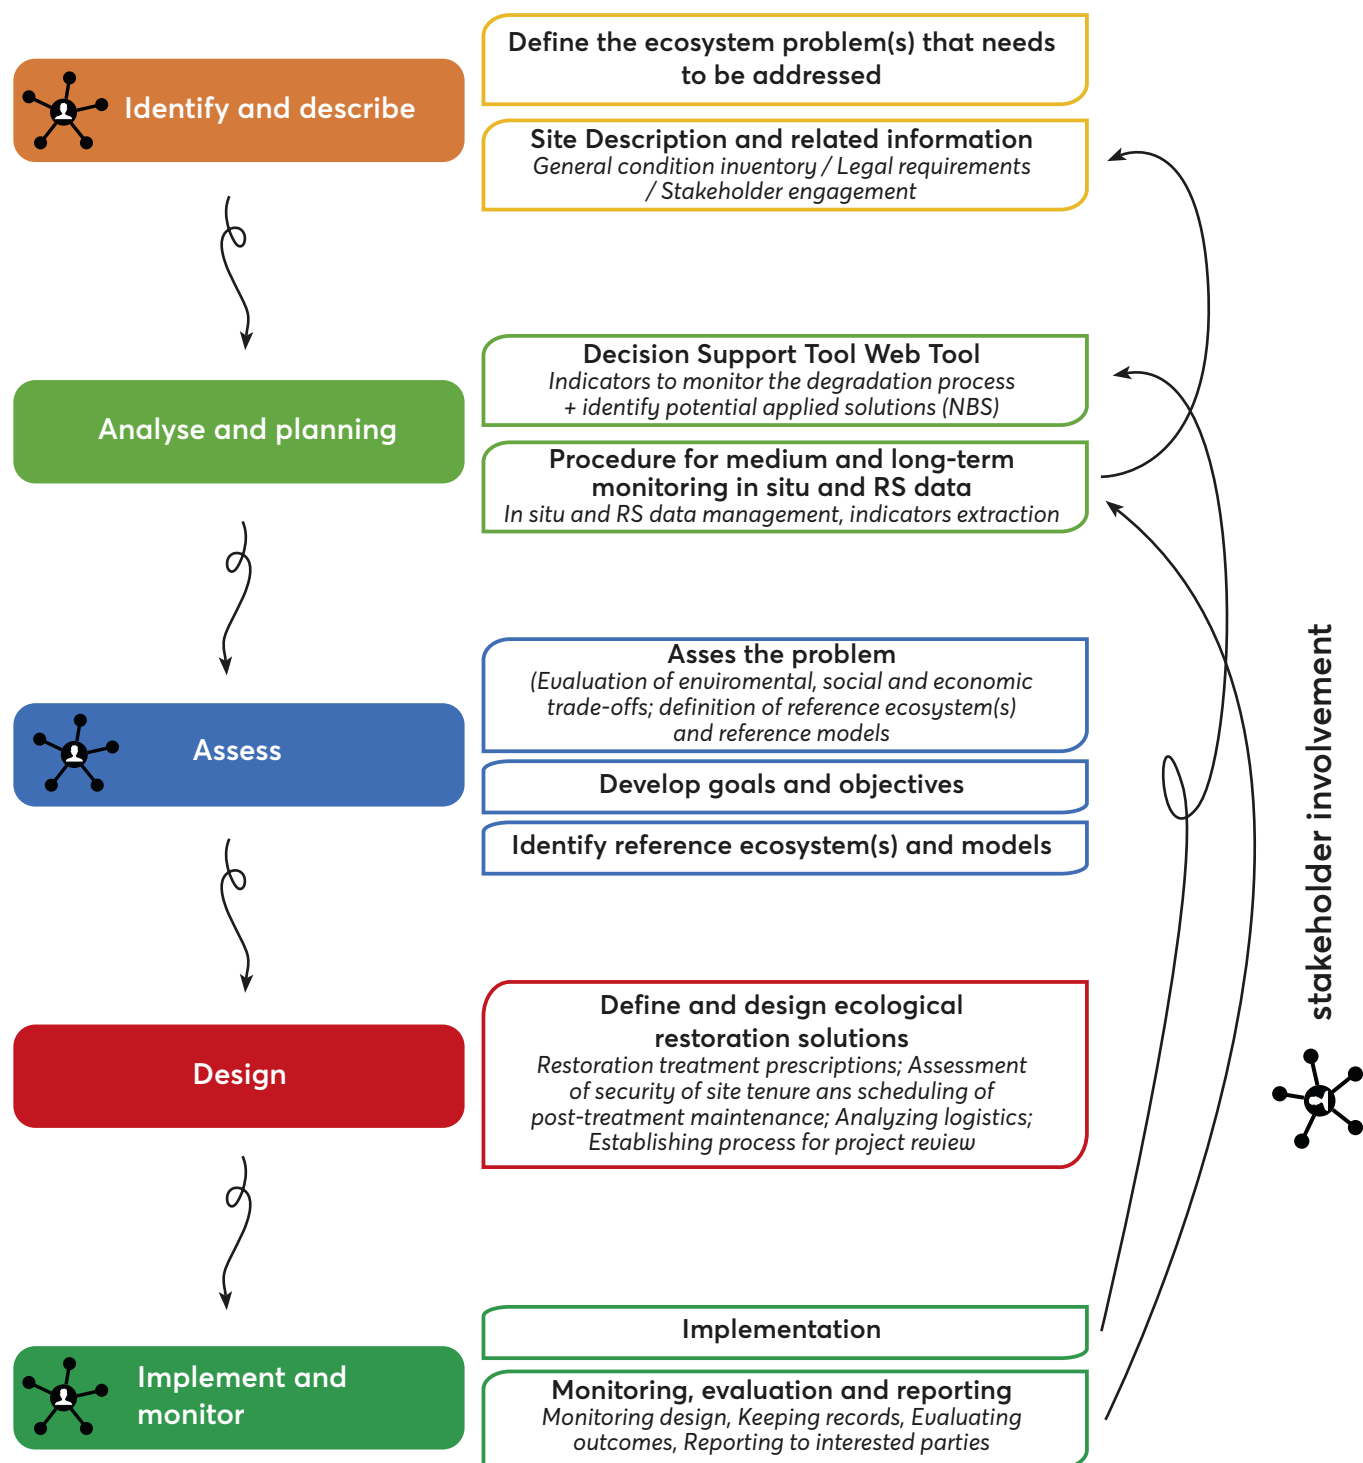 Identify and describe
Define the ecosystem problem(s) that needs
to be addressed
Site Description and related information
General condition inventory / Legal requirements
/ Stakeholder engagement
Analyse and planning
Decision Support Tool Web Tool
Indicators to monitor the degradation process
+ identify potential applied solutions (NBS)
Procedure for medium and long-term
monitoring in situ and RS data
In situ and RS data management, indicators extraction
Assess
Asses the problem
(Evaluation of enviromental, social and economic
trade-offs; definition of reference ecosystem(s)
and reference models
Develop goals and objectives
Identify reference ecosystem(s) and models
Design
Define and design ecological
restoration solutions
Restoration treatment prescriptions; Assessment
of security of site tenure ans scheduling of
post-treatment maintenance; Analyzing logistics;
Establishing process for project review
Implement and
monitor
Implementation
Monitoring, evaluation and reporting
Monitoring design, Keeping records, Evaluating
outcomes, Reporting to interested parties
stakeholder involvement